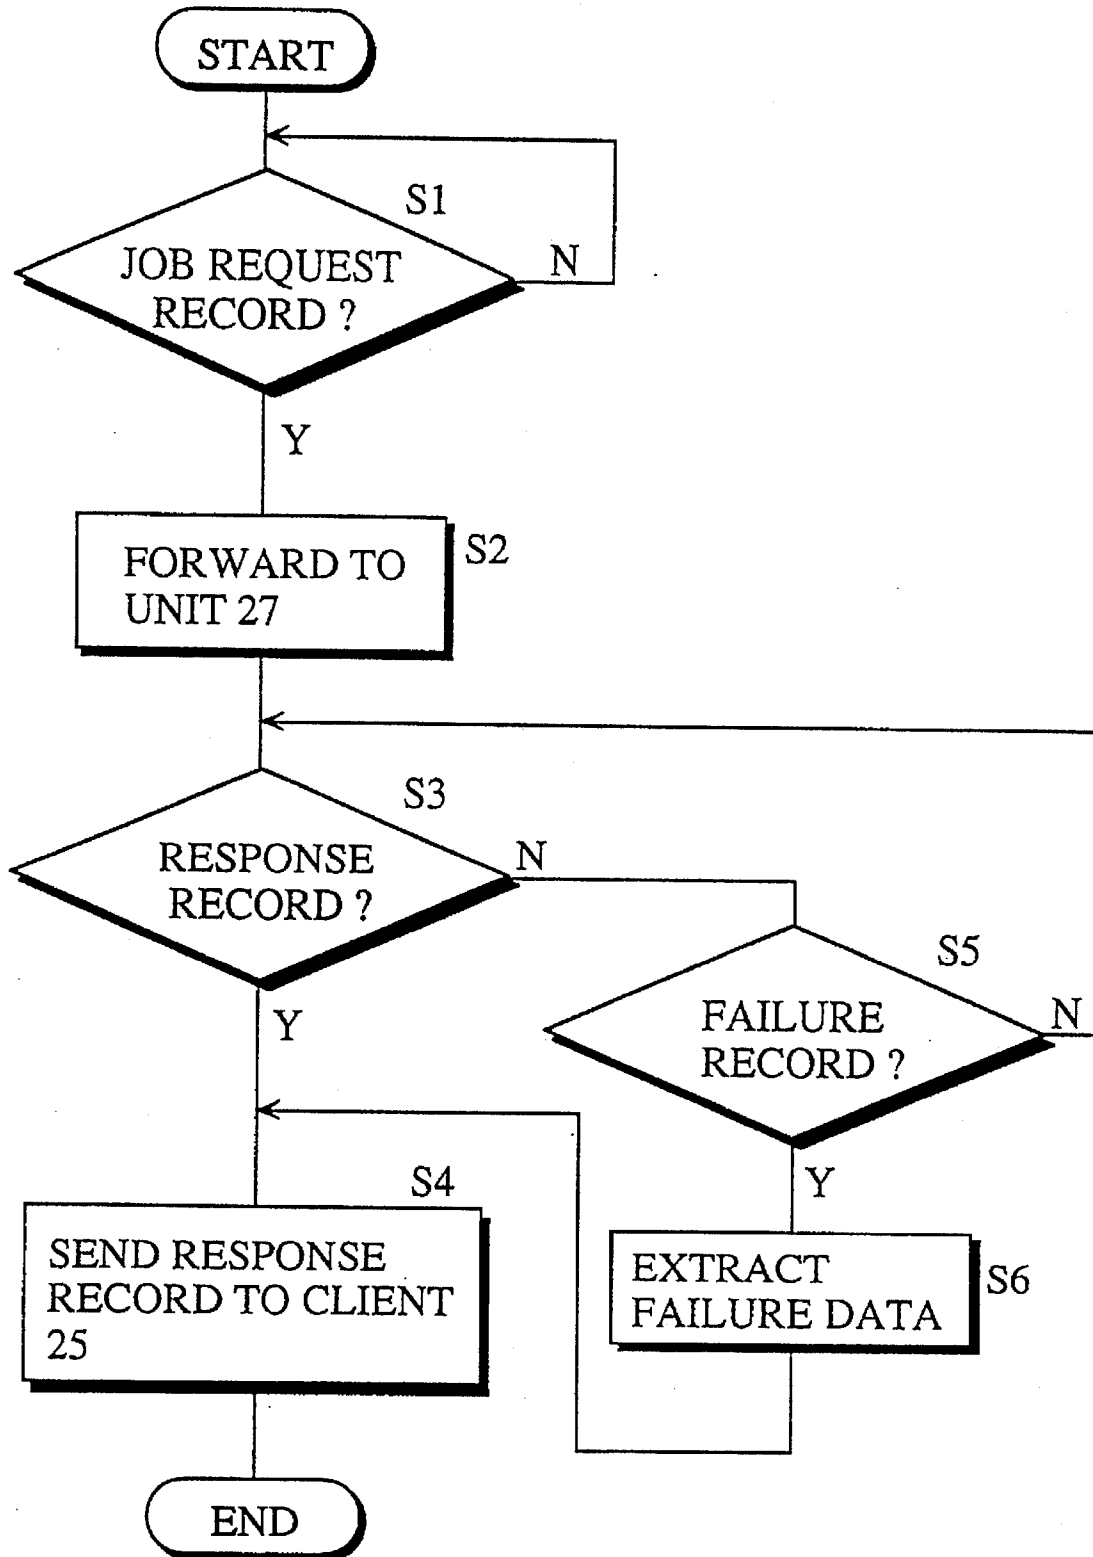 START
S1
JOB REQUEST
RECORD ?
N
Y
FORWARD TO
UNIT 27
S2
S3
RESPONSE
RECORD ?
N
Y
S5
FAILURE
RECORD ?
N
Y
S4
SEND RESPONSE
RECORD TO CLIENT
25
EXTRACT
FAILURE DATA
S6
END